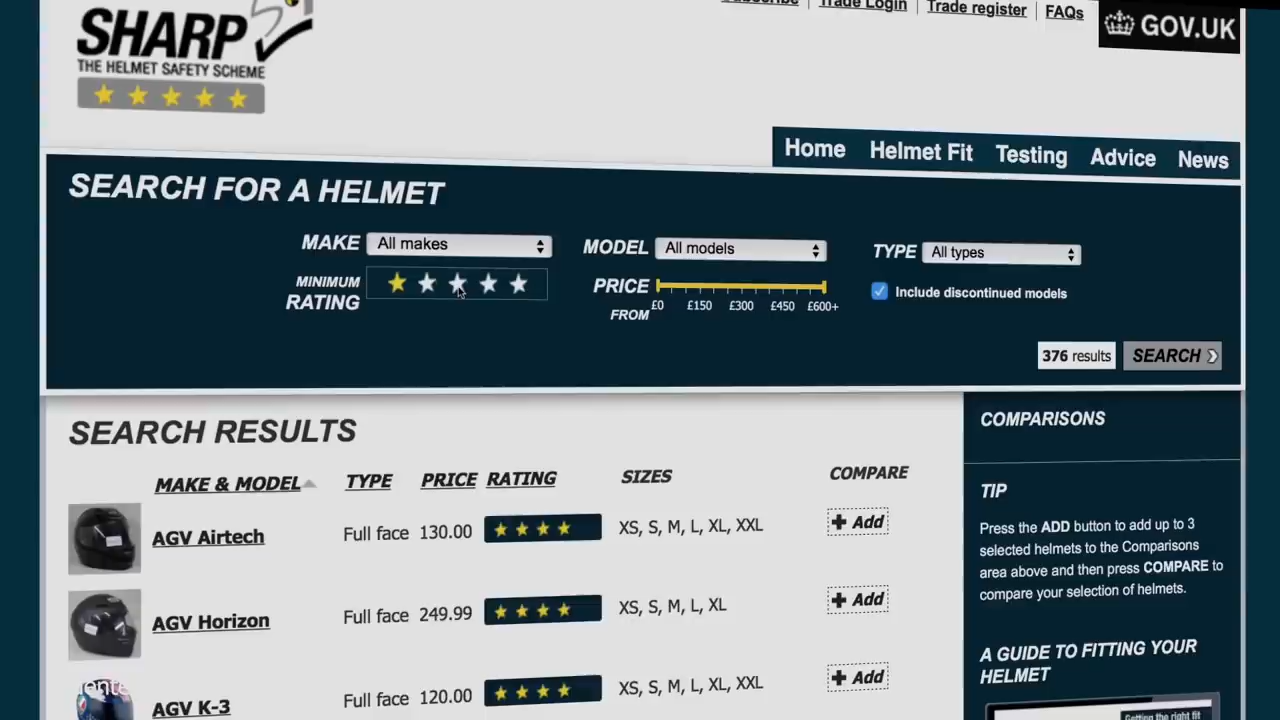 Subscribe | Trade Login | Trade register | FAQs
GOV.UK
SHARP
THE HELMET SAFETY SCHEME
Home Helmet Fit Testing Advice News
SEARCH FOR A HELMET
MAKE All makes MODEL All models TYPE All types
MINIMUM RATING PRICE FROM £0 £150 £300 £450 £600+ Include discontinued models
376 results SEARCH
SEARCH RESULTS
MAKE & MODEL TYPE PRICE RATING SIZES COMPARE
AGV Airtech Full face 130.00 XS, S, M, L, XL, XXL + Add
AGV Horizon Full face 249.99 XS, S, M, L, XL + Add
AGV K-3 Full face 120.00 XS, S, M, L, XL, XXL + Add
COMPARISONS
TIP
Press the ADD button to add up to 3
selected helmets to the Comparisons
area above and then press COMPARE to
compare your selection of helmets.
A GUIDE TO FITTING YOUR
HELMET
Getting the right fit